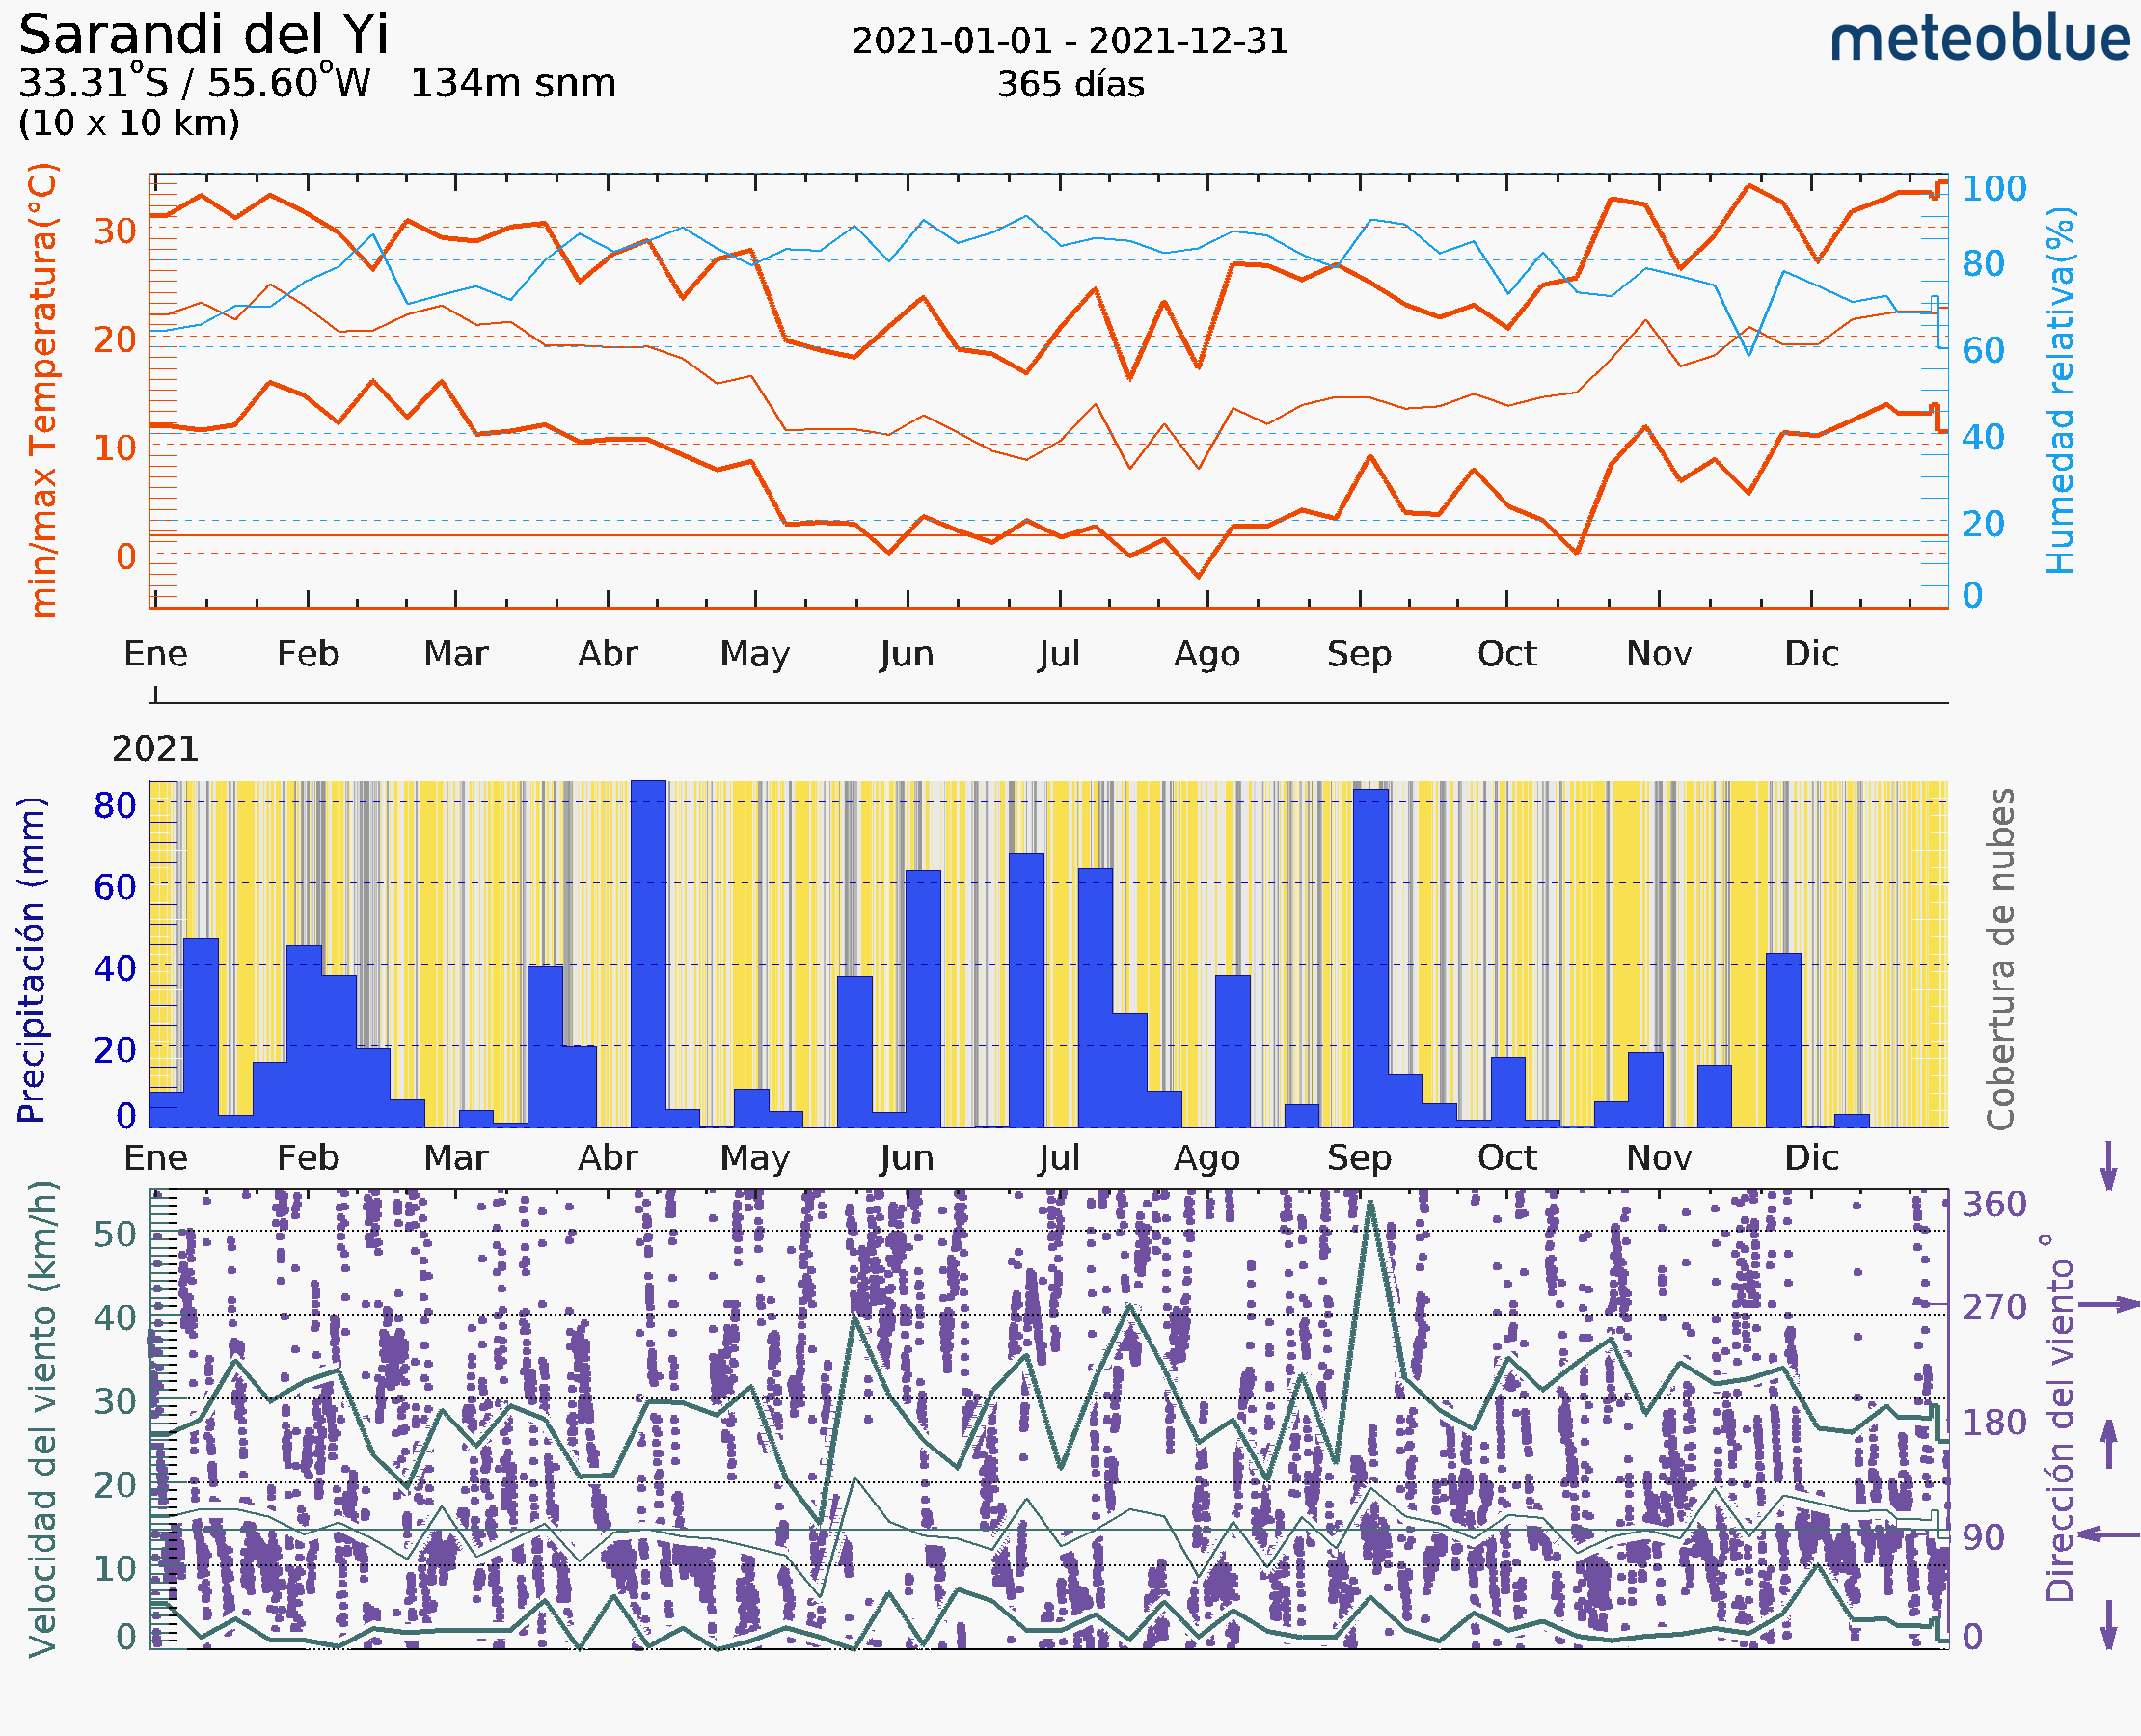 Sarandi del Yi
33.31°S / 55.60°W 134m snm
(10 x 10 km)
2021-01-01 - 2021-12-31
365 días
meteoblue
min/max Temperatura(°C)
30
20
10
0
100
80
60
40
20
0
Humedad relativa(%)
Ene Feb Mar Abr May Jun Jul Ago Sep Oct Nov Dic
2021
Precipitación (mm)
80
60
40
20
0
Cobertura de nubes
Ene Feb Mar Abr May Jun Jul Ago Sep Oct Nov Dic
Velocidad del viento (km/h)
50
40
30
20
10
0
360
270
180
90
0
Dirección del viento °